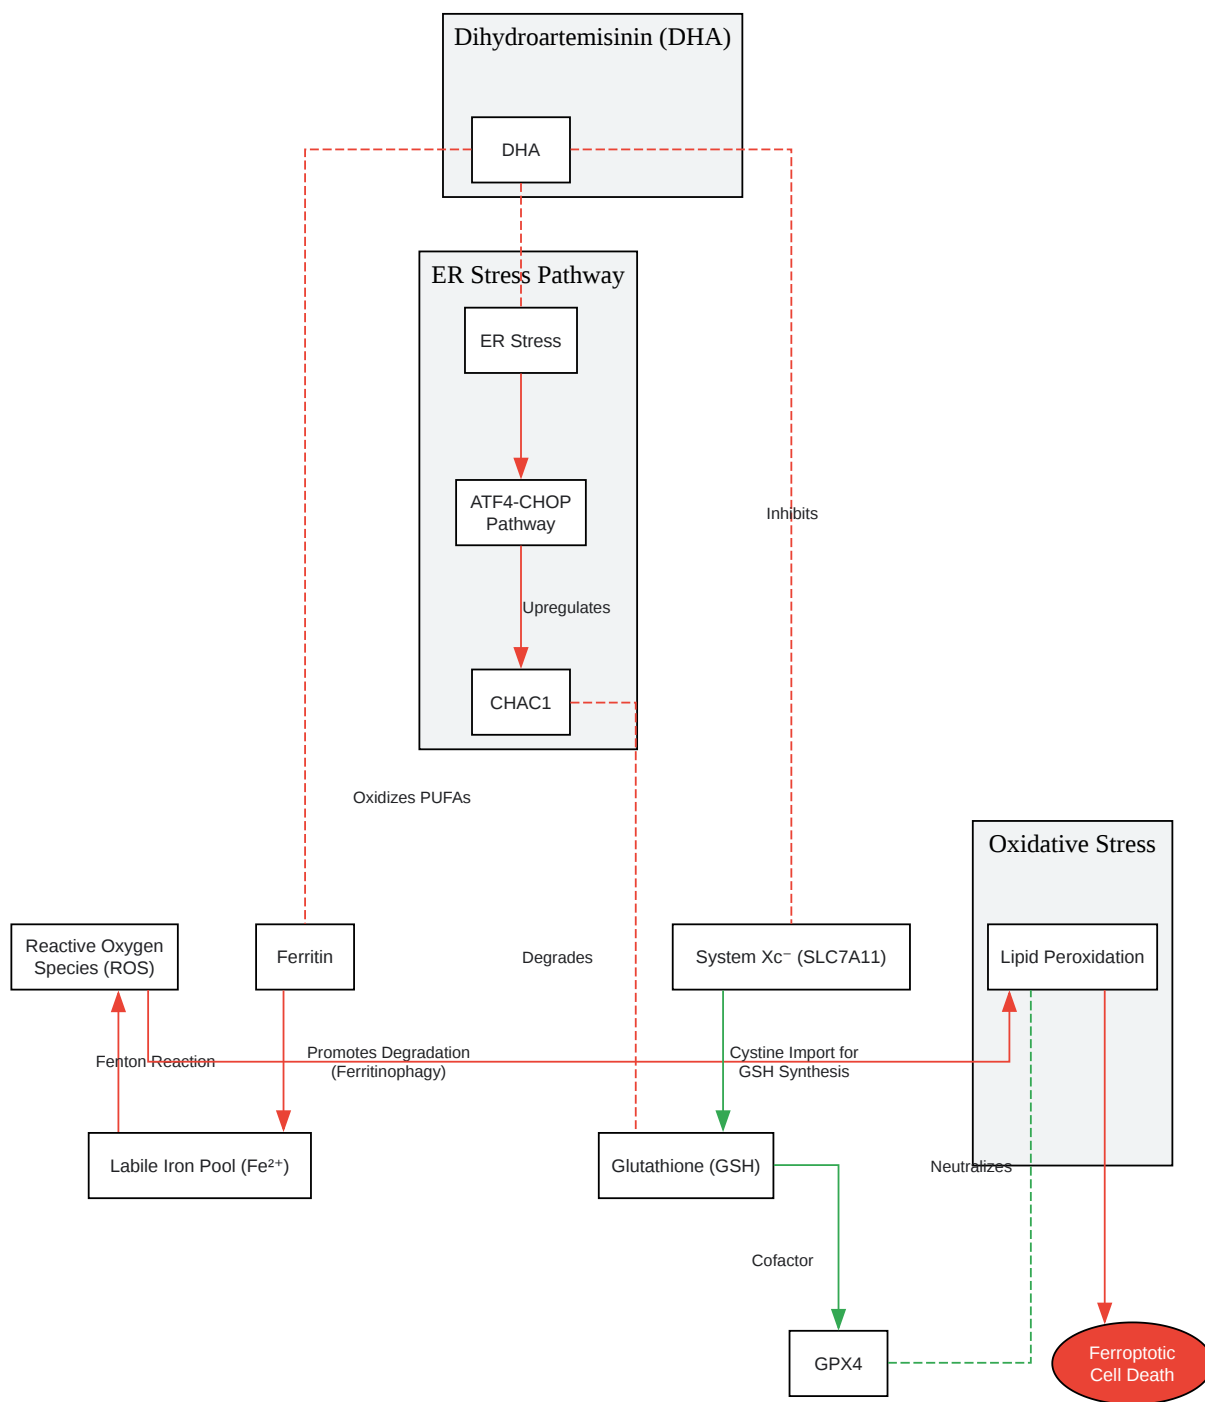 Dihydroartemisinin (DHA)
DHA
ER Stress Pathway
ER Stress
ATF4-CHOP
Pathway
Inhibits
Upregulates
CHAC1
Oxidizes PUFAs
Oxidative Stress
Reactive Oxygen
Species (ROS)
Ferritin
Degrades
System Xc⁻ (SLC7A11)
Lipid Peroxidation
Fenton Reaction
Promotes Degradation
(Ferritinophagy)
Cystine Import for
GSH Synthesis
Labile Iron Pool (Fe²⁺)
Glutathione (GSH)
Neutralizes
Cofactor
GPX4
Ferroptotic
Cell Death